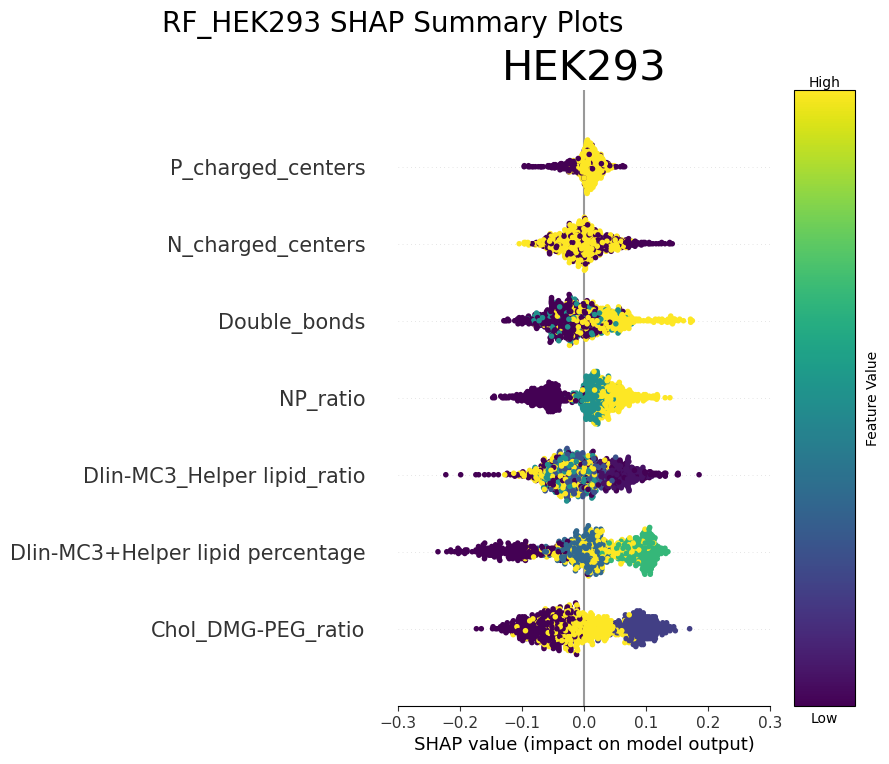 RF_HEK293 SHAP Summary Plots
HEK293
High
P_charged_centers
N_charged_centers
Double_bonds
NP_ratio
Dlin-MC3_Helper lipid_ratio
Dlin-MC3+Helper lipid percentage
Chol_DMG-PEG_ratio
Feature Value
Low
−0.3 −0.2 −0.1 0.0 0.1 0.2 0.3
SHAP value (impact on model output)